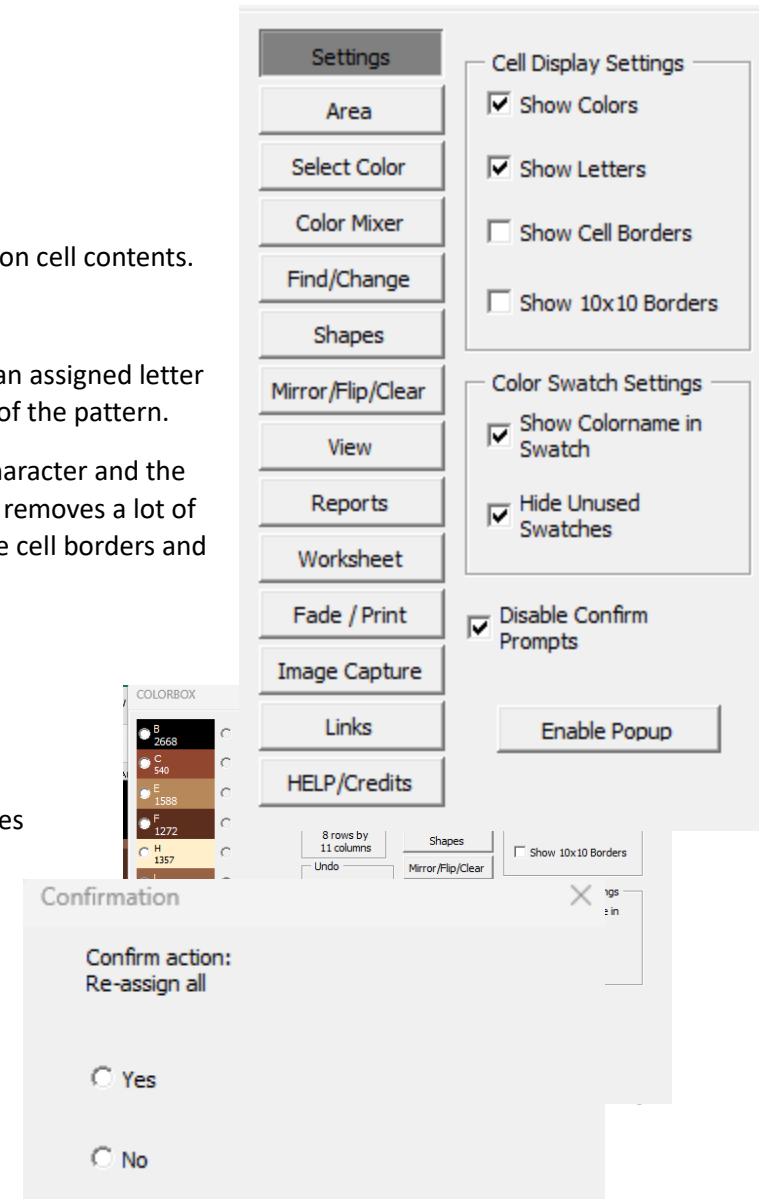 on cell contents.
an assigned letter
of the pattern.
aracter and the
removes a lot of
e cell borders and
es
Settings
Area
Select Color
Color Mixer
Find/Change
Shapes
Mirror/Flip/Clear
View
Reports
Worksheet
Fade / Print
Image Capture
Links
HELP/Credits
Cell Display Settings
Show Colors
Show Letters
Show Cell Borders
Show 10x10 Borders
Color Swatch Settings
Show Colorname in
Swatch
Hide Unused
Swatches
Disable Confirm
Prompts
Enable Popup
COLORBOX
B
2668
C
540
E
1588
F
1272
H
1357
8 rows by
11 columns
Undo
Shapes
Mirror/Flip/Clear
Show 10x10 Borders
ngs
e in
Confirmation
Confirm action:
Re-assign all
Yes
No